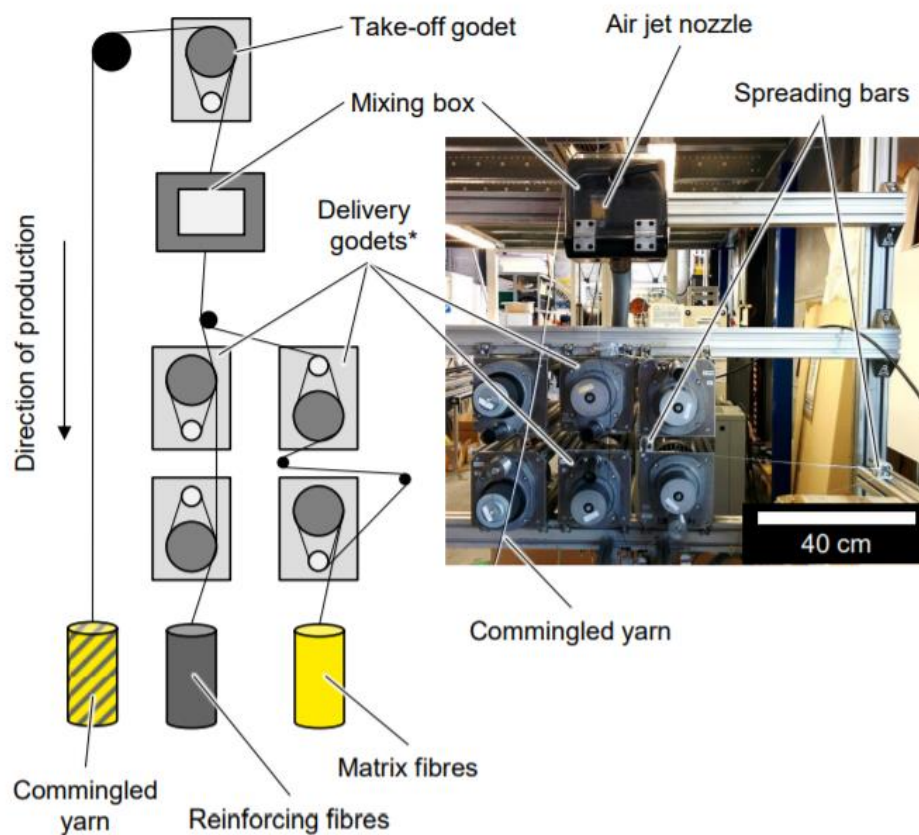 Take-off godet
Air jet nozzle
Mixing box
Spreading bars
Delivery
godets*
Direction of production
40 cm
Commingled yarn
Matrix fibres
Commingled
yarn
Reinforcing fibres